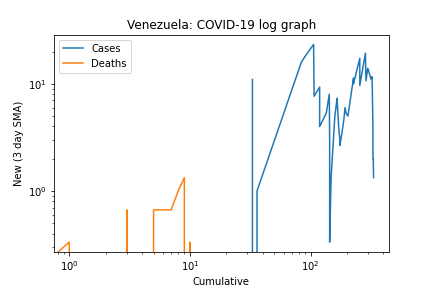 Venezuela: COVID-19 log graph
Cases
Deaths
New (3 day SMA)
10¹
10⁰
10⁰ 10¹ 10²
Cumulative